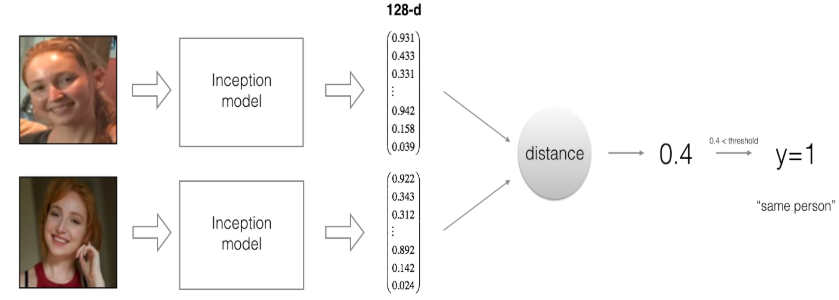 128-d
0.931
0.433
0.331
⋮
0.942
0.158
0.039
Inception
model
distance
0.4
0.4 < threshold
y=1
"same person"
0.922
0.343
0.312
⋮
0.892
0.142
0.024
Inception
model